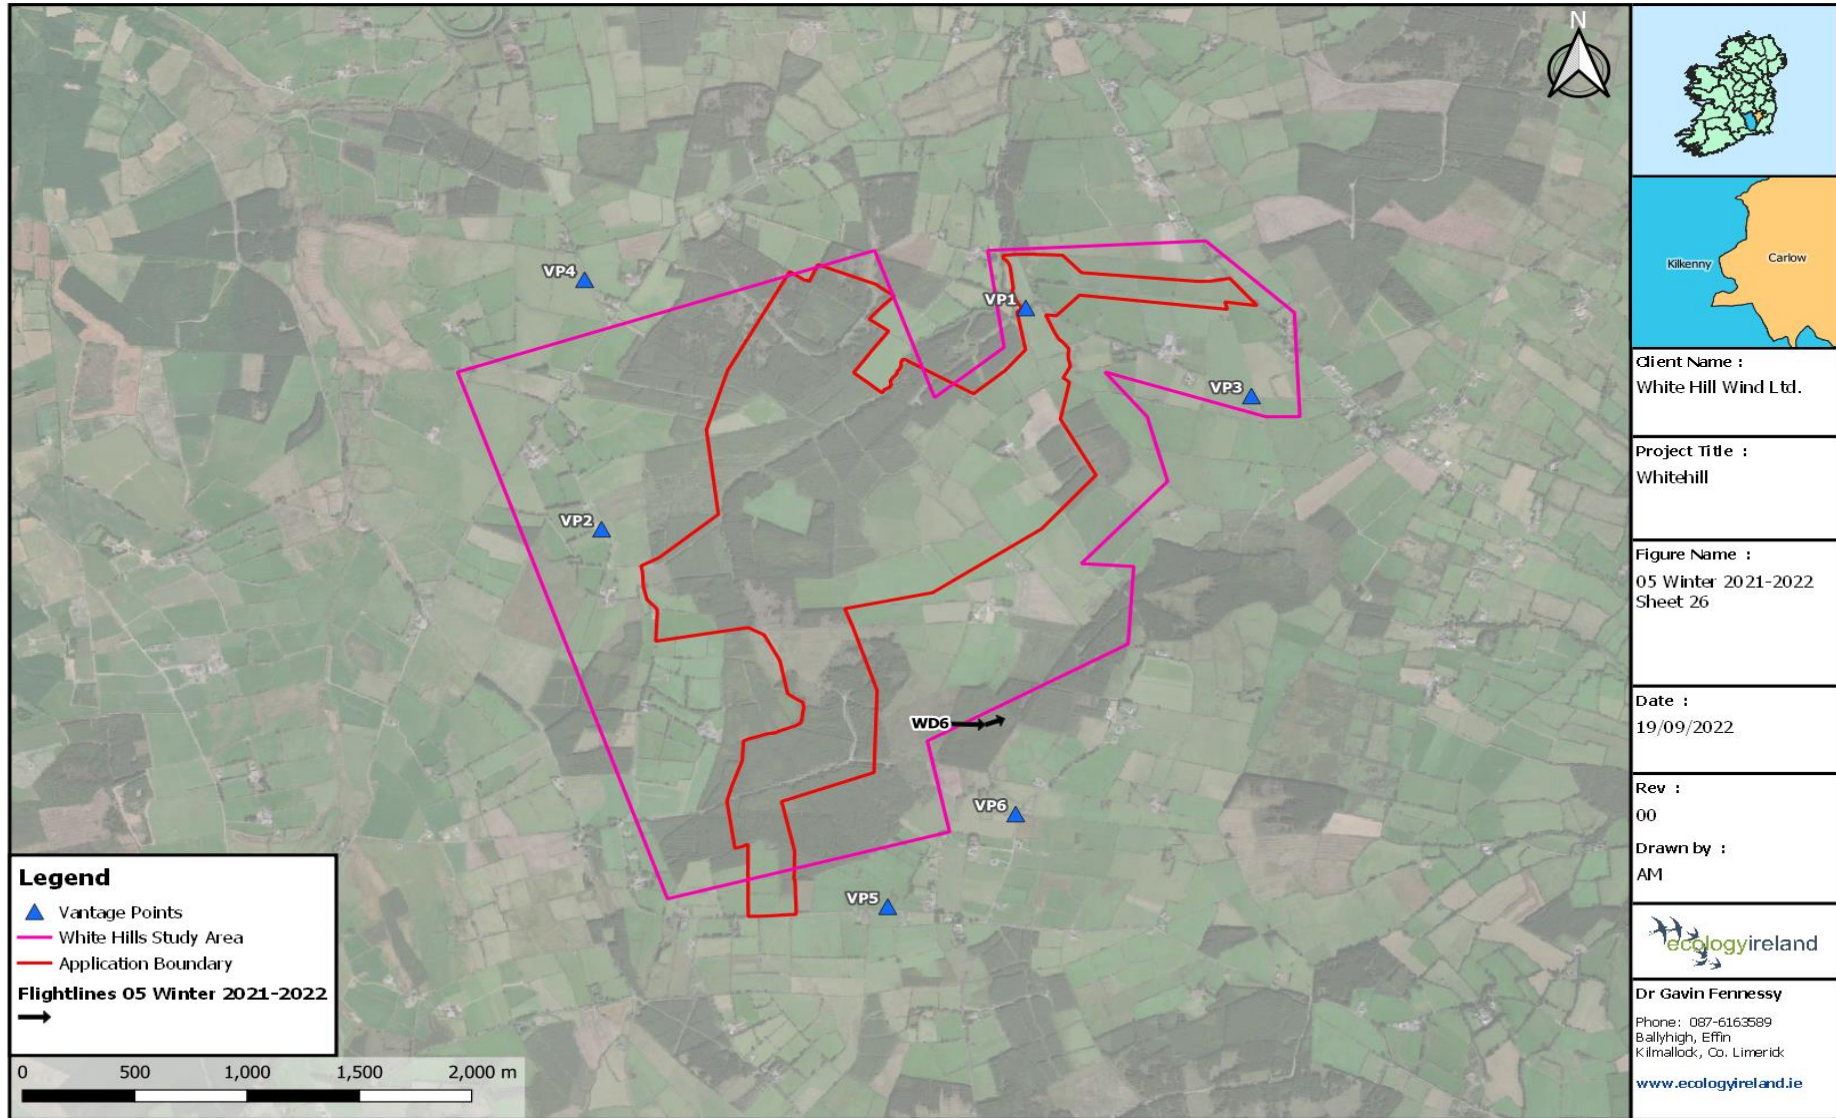 N
VP4
VP1
VP3
VP2
WD6
VP6
VP5
Legend
Vantage Points
White Hills Study Area
Application Boundary
Flightlines 05 Winter 2021-2022
0 500 1,000 1,500 2,000 m
Kilkenny
Carlow
Client Name :
White Hill Wind Ltd.
Project Title :
Whitehill
Figure Name :
05 Winter 2021-2022
Sheet 26
Date :
19/09/2022
Rev :
00
Drawn by :
AM
ecologyireland
Dr Gavin Fennessy
Phone: 087-6163589
Ballyhigh, Effin
Kilmallock, Co. Limerick
www.ecologyireland.ie